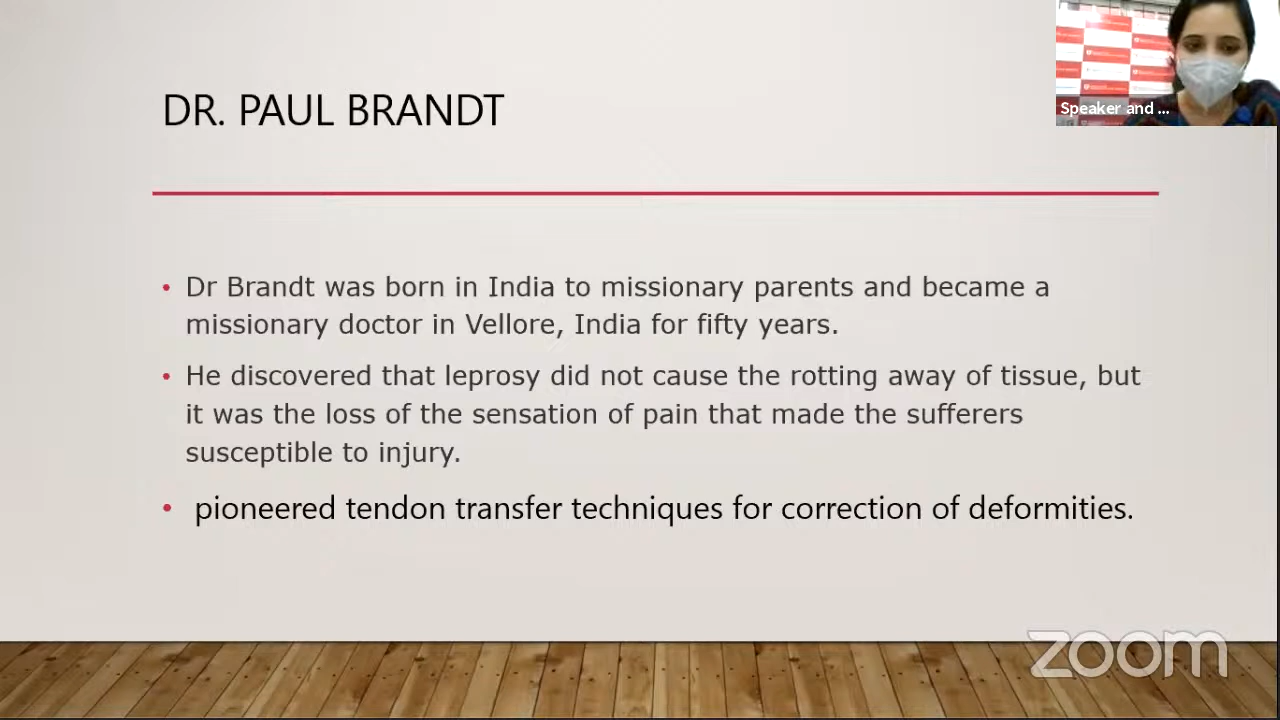 Speaker and ...
DR. PAUL BRANDT
• Dr Brandt was born in India to missionary parents and became a
missionary doctor in Vellore, India for fifty years.
• He discovered that leprosy did not cause the rotting away of tissue, but
it was the loss of the sensation of pain that made the sufferers
susceptible to injury.
• pioneered tendon transfer techniques for correction of deformities.
zoom